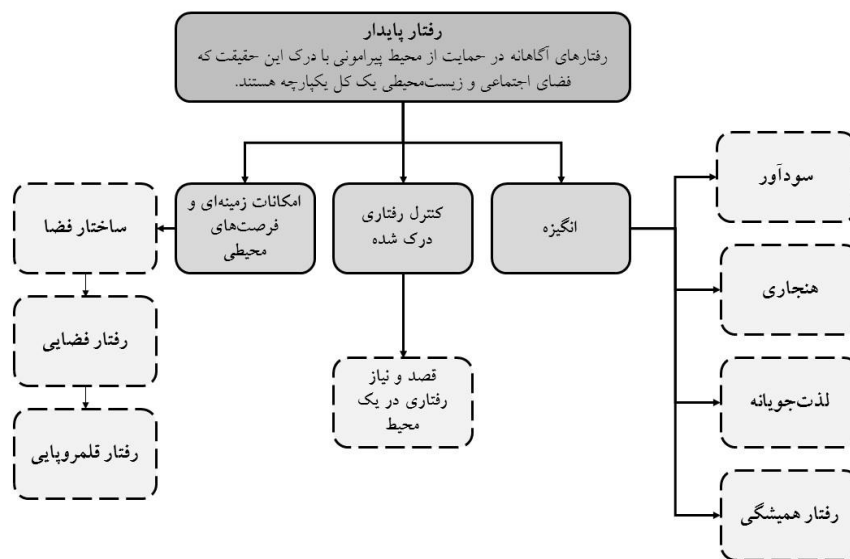 رفتار پایدار
رفتارهای آگاهانه در حمایت از محیط پیرامونی با درک این حقیقت که
فضای اجتماعی و زیست‌محیطی یک کل یکپارچه هستند.
انگیزه
کنترل رفتاری
درک شده
امکانات زمینه‌ای و
فرصت‌های
محیطی
سودآور
هنجاری
لذت‌جویانه
رفتار همیشگی
قصد و نیاز
رفتاری در یک
محیط
ساختار فضا
رفتار فضایی
رفتار قلمروپایی